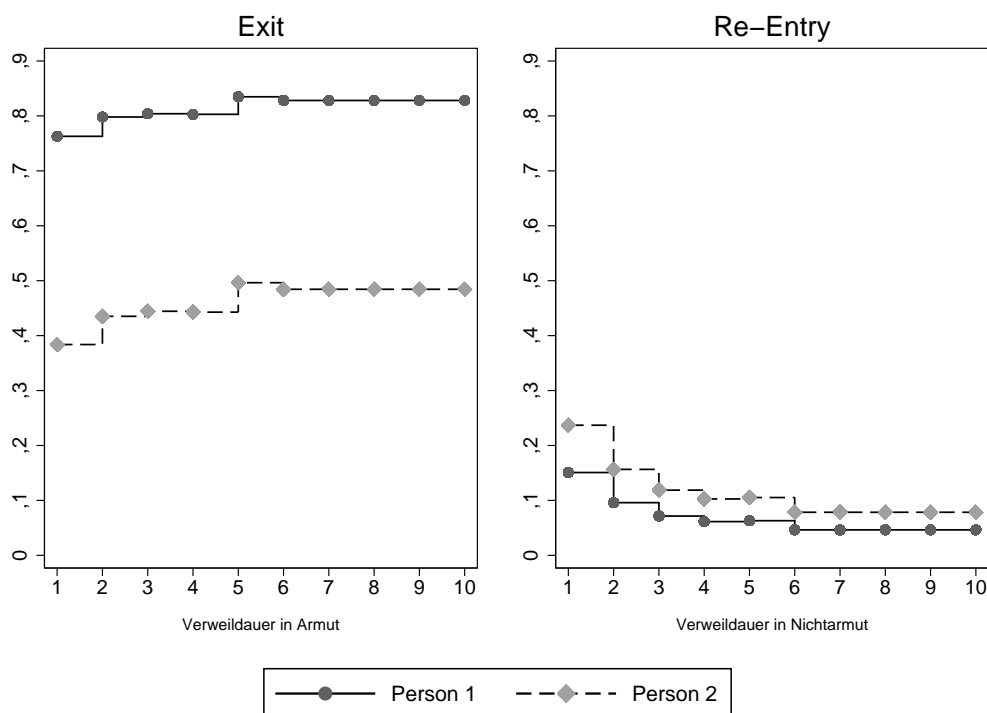 Exit
,9
,8
,7
,6
,5
,4
,3
,2
,1
0
1 2 3 4 5 6 7 8 9 10
Verweildauer in Armut
Re−Entry
,9
,8
,7
,6
,5
,4
,3
,2
,1
0
1 2 3 4 5 6 7 8 9 10
Verweildauer in Nichtarmut
Person 1 Person 2